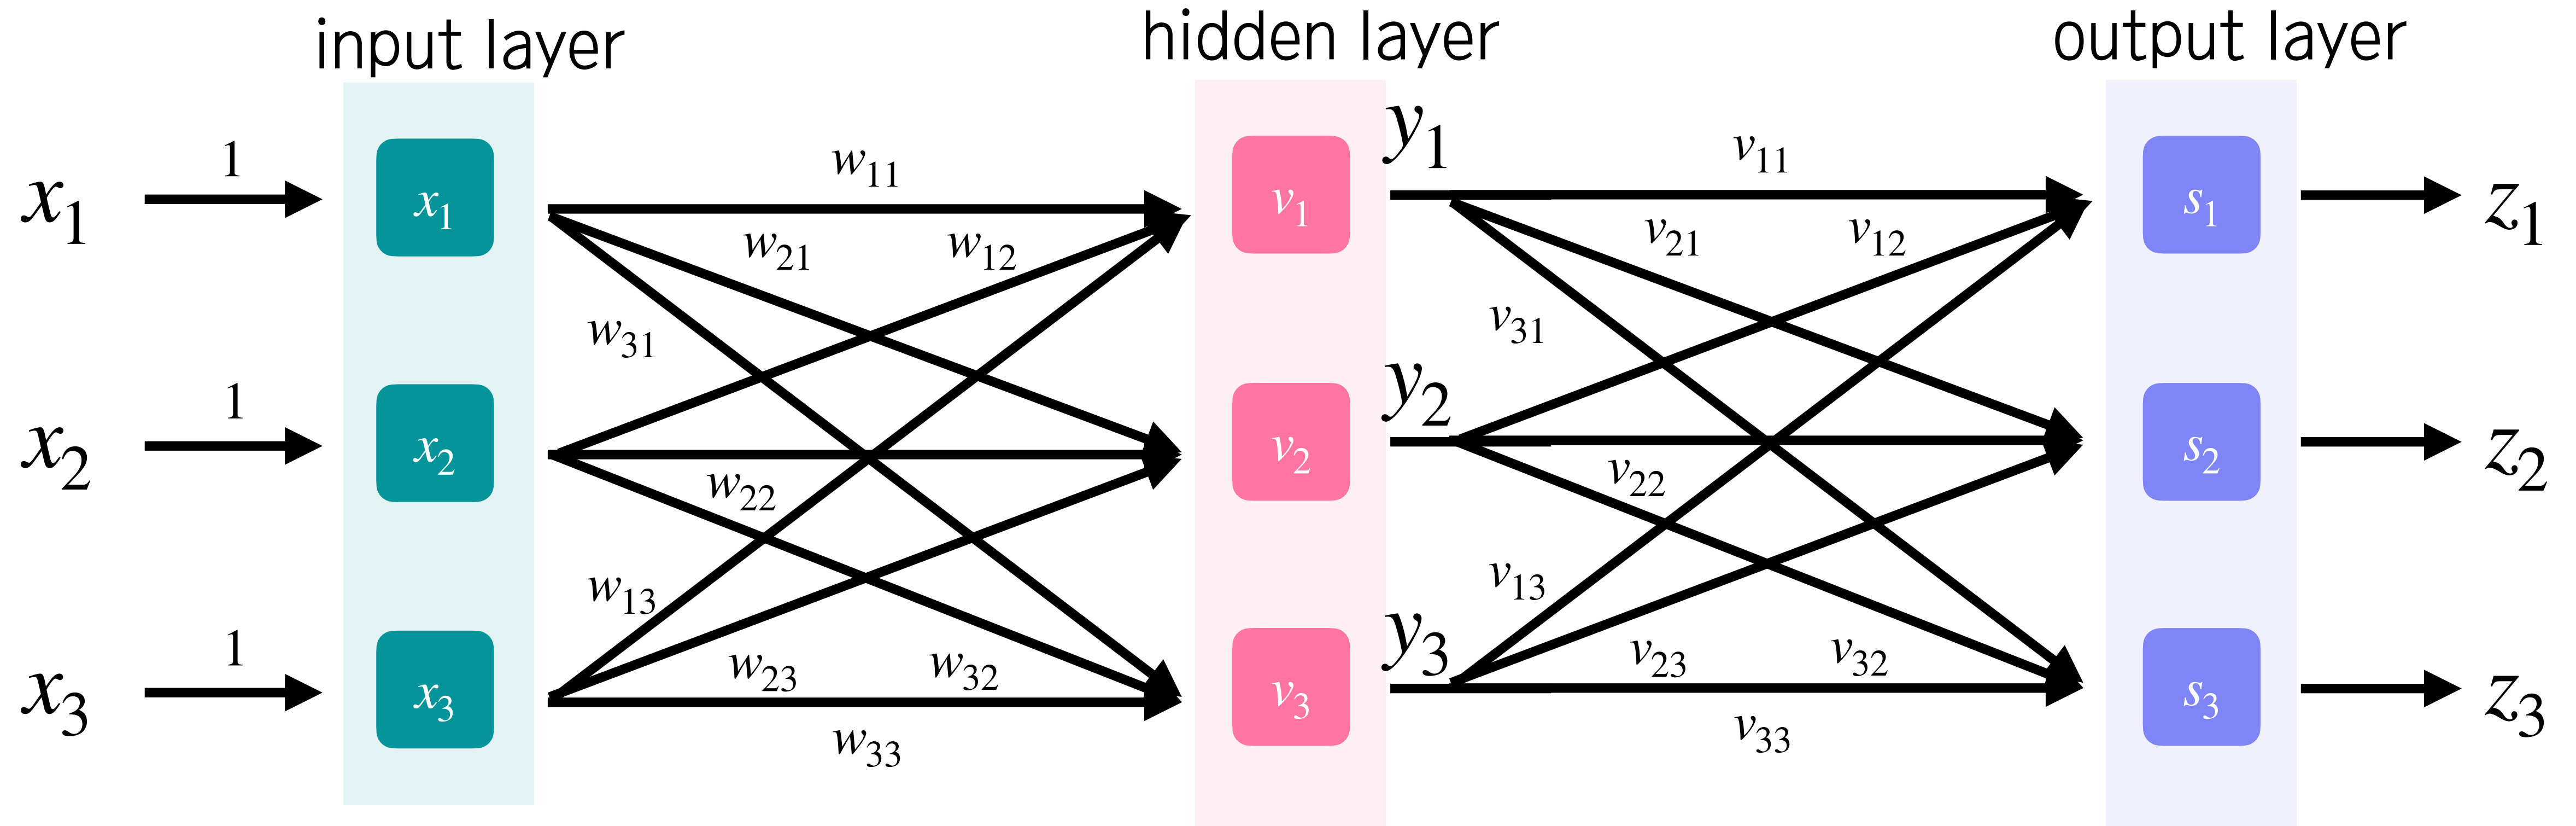 input layer
hidden layer
output layer
x₁ 1 x₁ w₁₁ v₁ y₁ v₁₁ s₁ z₁
w₂₁ w₁₂ v₂₁ v₁₂
w₃₁ v₃₁
x₂ 1 x₂ v₂ y₂ s₂ z₂
w₂₂ v₂₂
w₁₃ v₁₃
x₃ 1 x₃ w₂₃ w₃₂ v₃ y₃ v₂₃ v₃₂ s₃ z₃
w₃₃ v₃₃